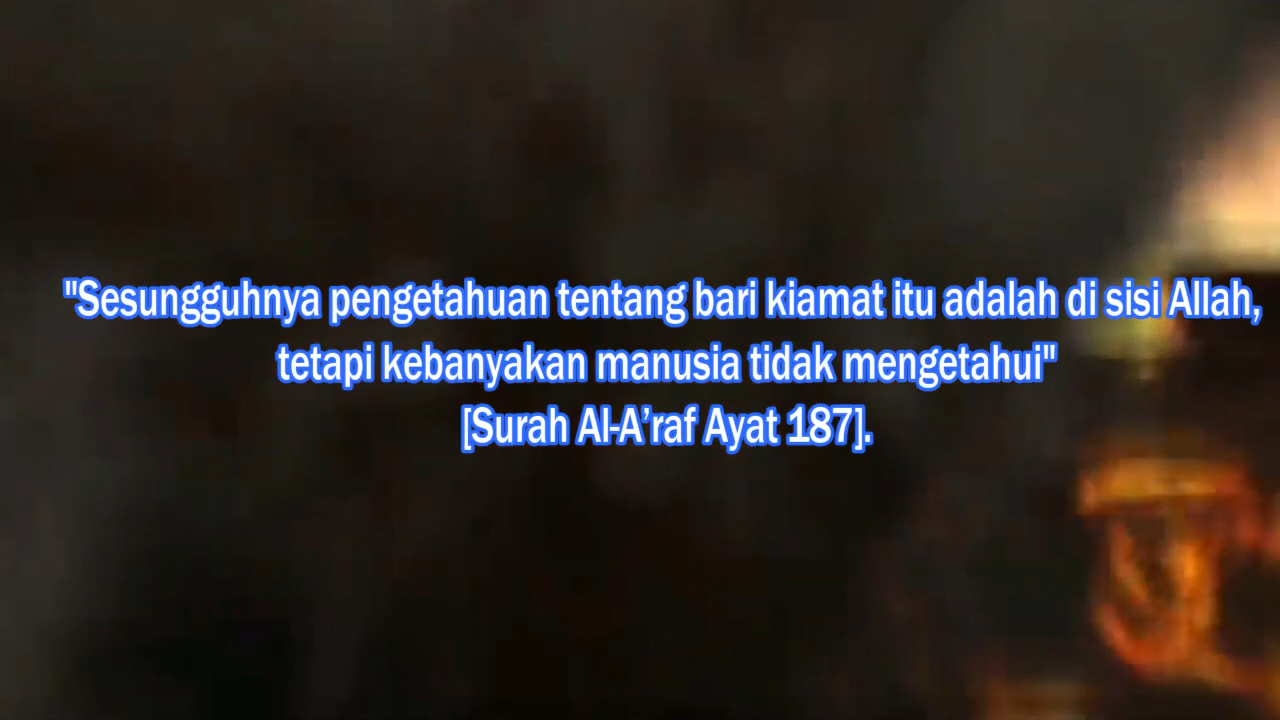 "Sesungguhnya pengetahuan tentang bari kiamat itu adalah di sisi Allah,
tetapi kebanyakan manusia tidak mengetahui"
[Surah Al-A’raf Ayat 187].